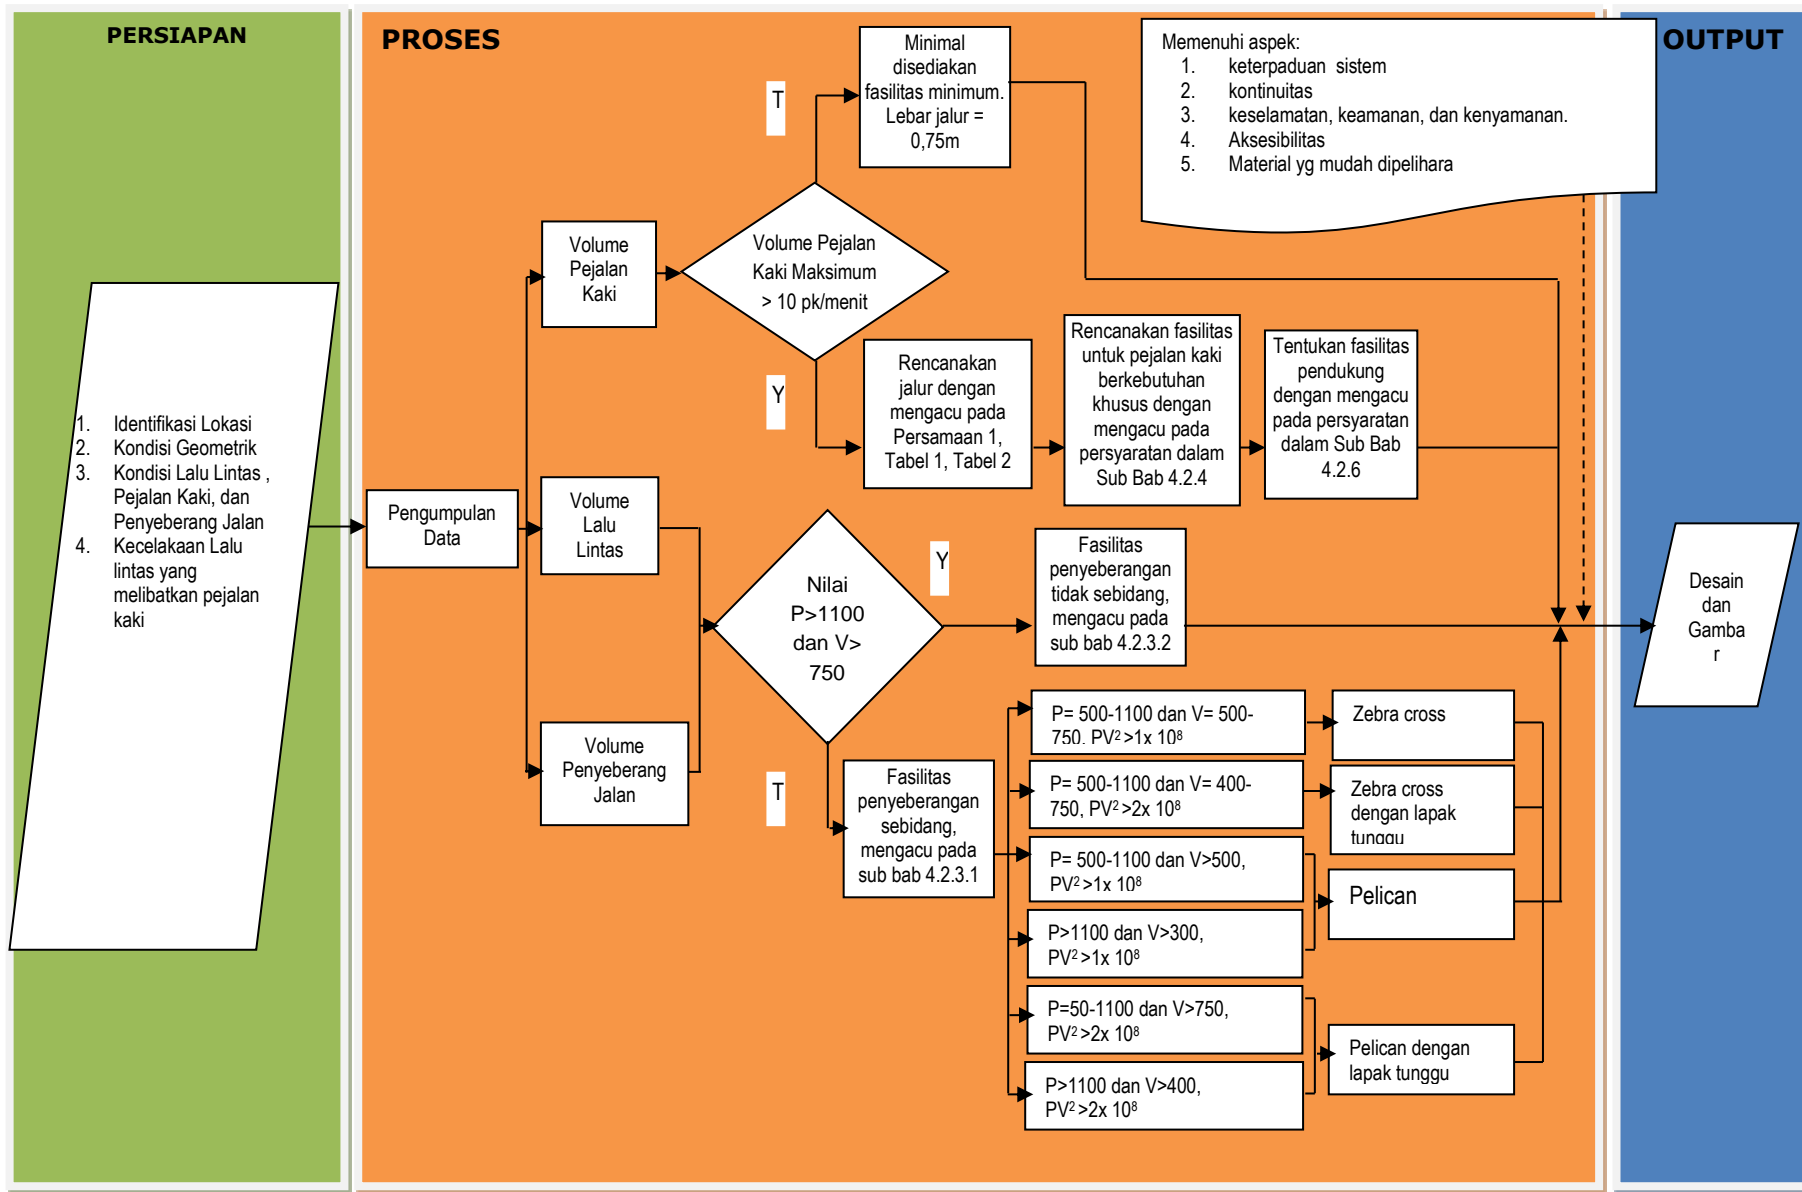 PERSIAPAN
1. Identifikasi Lokasi
2. Kondisi Geometrik
3. Kondisi Lalu Lintas ,
Pejalan Kaki, dan
Penyeberang Jalan
4. Kecelakaan Lalu
lintas yang
melibatkan pejalan
kaki
PROSES
Pengumpulan
Data
Volume
Pejalan
Kaki
Volume
Lalu
Lintas
Volume
Penyeberang
Jalan
Volume Pejalan
Kaki Maksimum
> 10 pk/menit
T
Minimal
disediakan
fasilitas minimum.
Lebar jalur =
0,75m
Y
Rencanakan
jalur dengan
mengacu pada
Persamaan 1,
Tabel 1, Tabel 2
Rencanakan fasilitas
untuk pejalan kaki
berkebutuhan
khusus dengan
mengacu pada
persyaratan dalam
Sub Bab 4.2.4
Tentukan fasilitas
pendukung
dengan mengacu
pada persyaratan
dalam Sub Bab
4.2.6
Nilai
P>1100
dan V>
750
Y
Fasilitas
penyeberangan
tidak sebidang,
mengacu pada
sub bab 4.2.3.2
T
Fasilitas
penyeberangan
sebidang,
mengacu pada
sub bab 4.2.3.1
P= 500-1100 dan V= 500-
750, PV² >1x 10⁸
Zebra cross
P= 500-1100 dan V= 400-
750, PV² >2x 10⁸
Zebra cross
dengan lapak
tunggu
P= 500-1100 dan V>500,
PV² >1x 10⁸
P>1100 dan V>300,
PV² >1x 10⁸
Pelican
P=50-1100 dan V>750,
PV² >2x 10⁸
P>1100 dan V>400,
PV² >2x 10⁸
Pelican dengan
lapak tunggu
Memenuhi aspek:
1. keterpaduan sistem
2. kontinuitas
3. keselamatan, keamanan, dan kenyamanan.
4. Aksesibilitas
5. Material yg mudah dipelihara
OUTPUT
Desain
dan
Gamba
r